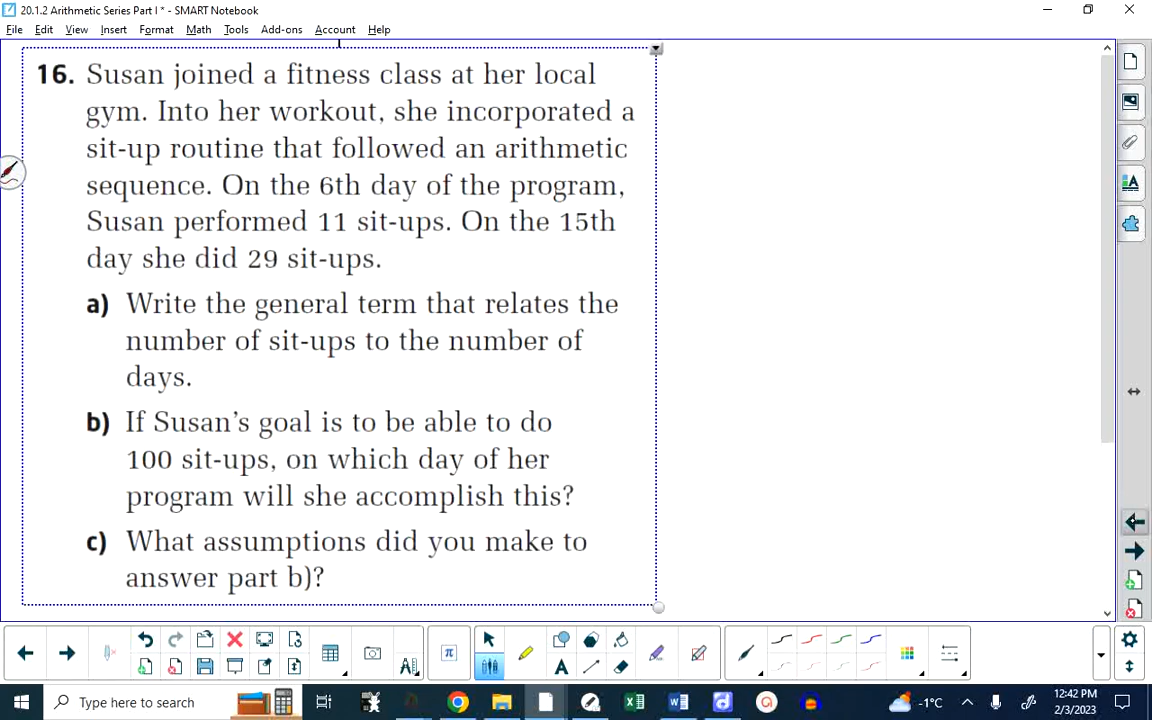 20.1.2 Arithmetic Series Part I * - SMART Notebook
File Edit View Insert Format Math Tools Add-ons Account Help
16. Susan joined a fitness class at her local
gym. Into her workout, she incorporated a
sit-up routine that followed an arithmetic
sequence. On the 6th day of the program,
Susan performed 11 sit-ups. On the 15th
day she did 29 sit-ups.
a) Write the general term that relates the
number of sit-ups to the number of
days.
b) If Susan’s goal is to be able to do
100 sit-ups, on which day of her
program will she accomplish this?
c) What assumptions did you make to
answer part b)?
Type here to search
-1°C
12:42 PM
2/3/2023